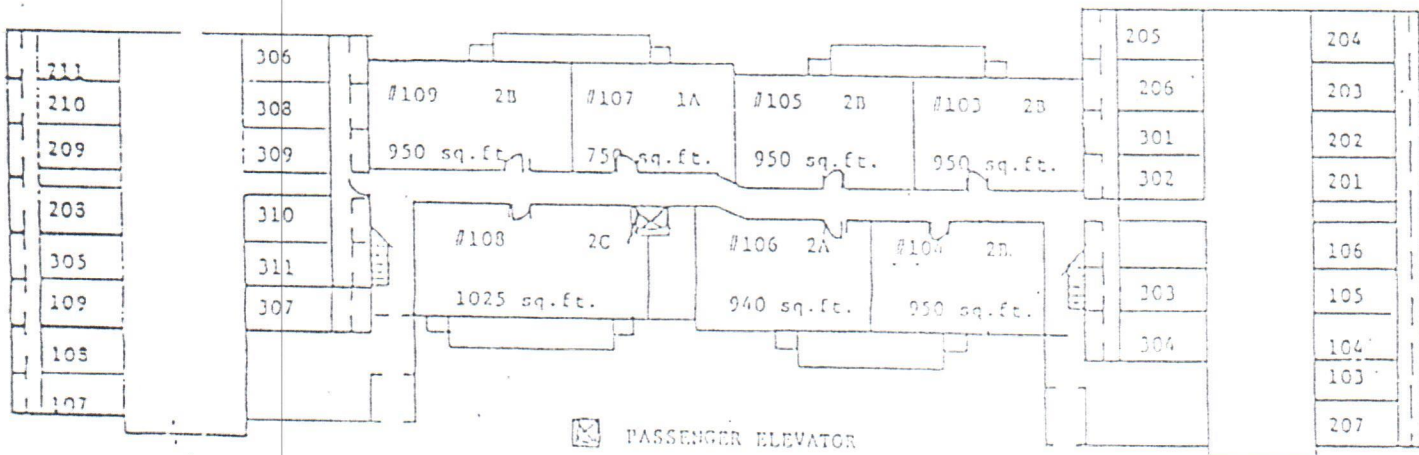 211
210
209
203
305
109
108
107
306
308
309
310
311
307
#109 2B
950 sq.ft.
#107 1A
750 sq.ft.
#105 2B
950 sq.ft.
#103 2B
950 sq.ft.
#108 2C
1025 sq.ft.
#106 2A
940 sq.ft.
#104 2B
950 sq.ft.
205
206
301
302
303
304
204
203
202
201
106
105
104
103
207
PASSENGER ELEVATOR